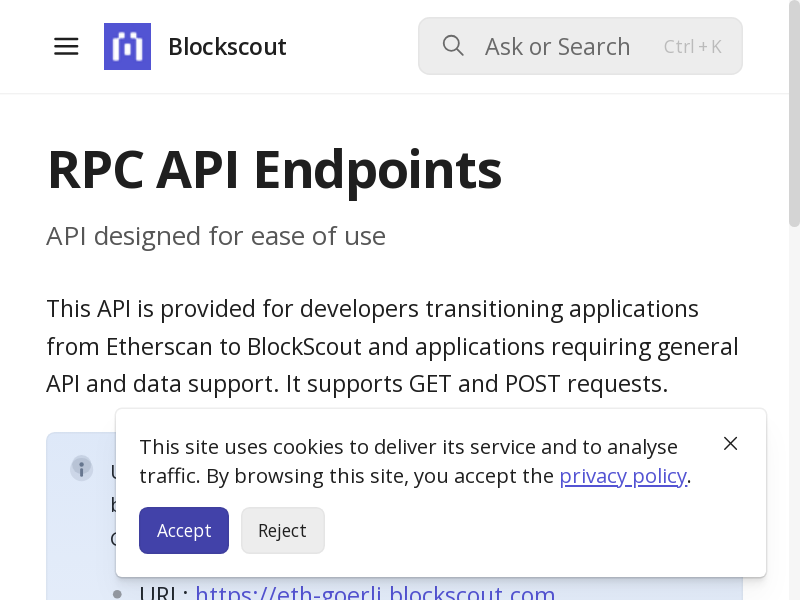 Blockscout
Ask or Search
Ctrl + K
RPC API Endpoints
API designed for ease of use
This API is provided for developers transitioning applications
from Etherscan to BlockScout and applications requiring general
API and data support. It supports GET and POST requests.
This site uses cookies to deliver its service and to analyse
traffic. By browsing this site, you accept the privacy policy.
Accept
Reject
URL: https://eth-goerli.blockscout.com